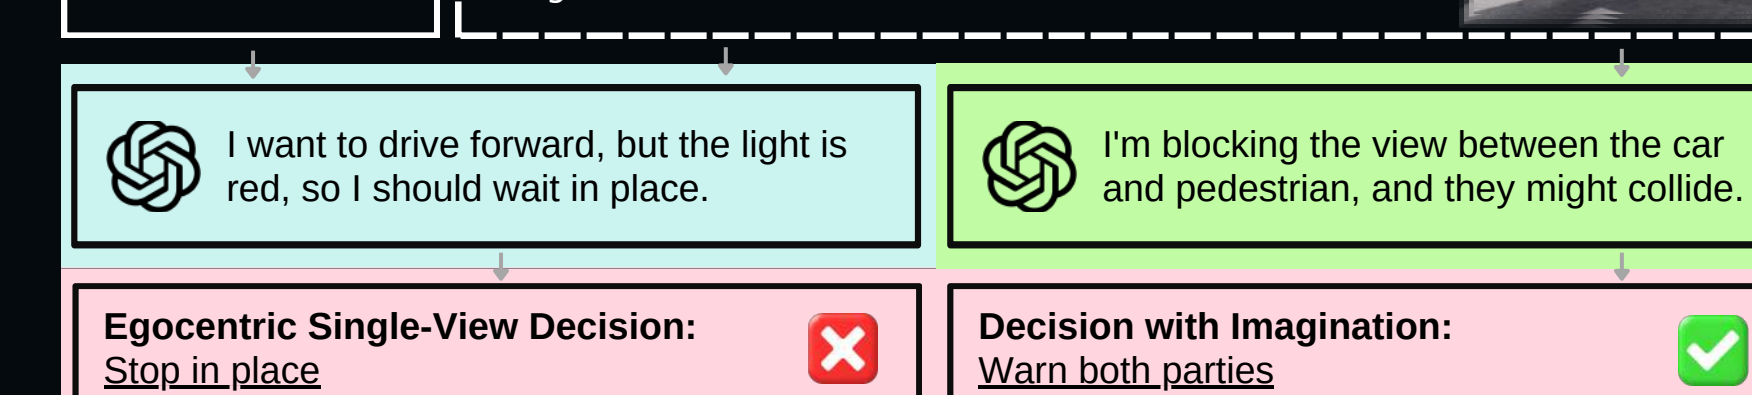 I want to drive forward, but the light is
red, so I should wait in place.
I'm blocking the view between the car
and pedestrian, and they might collide.
Egocentric Single-View Decision:
Stop in place
Decision with Imagination:
Warn both parties